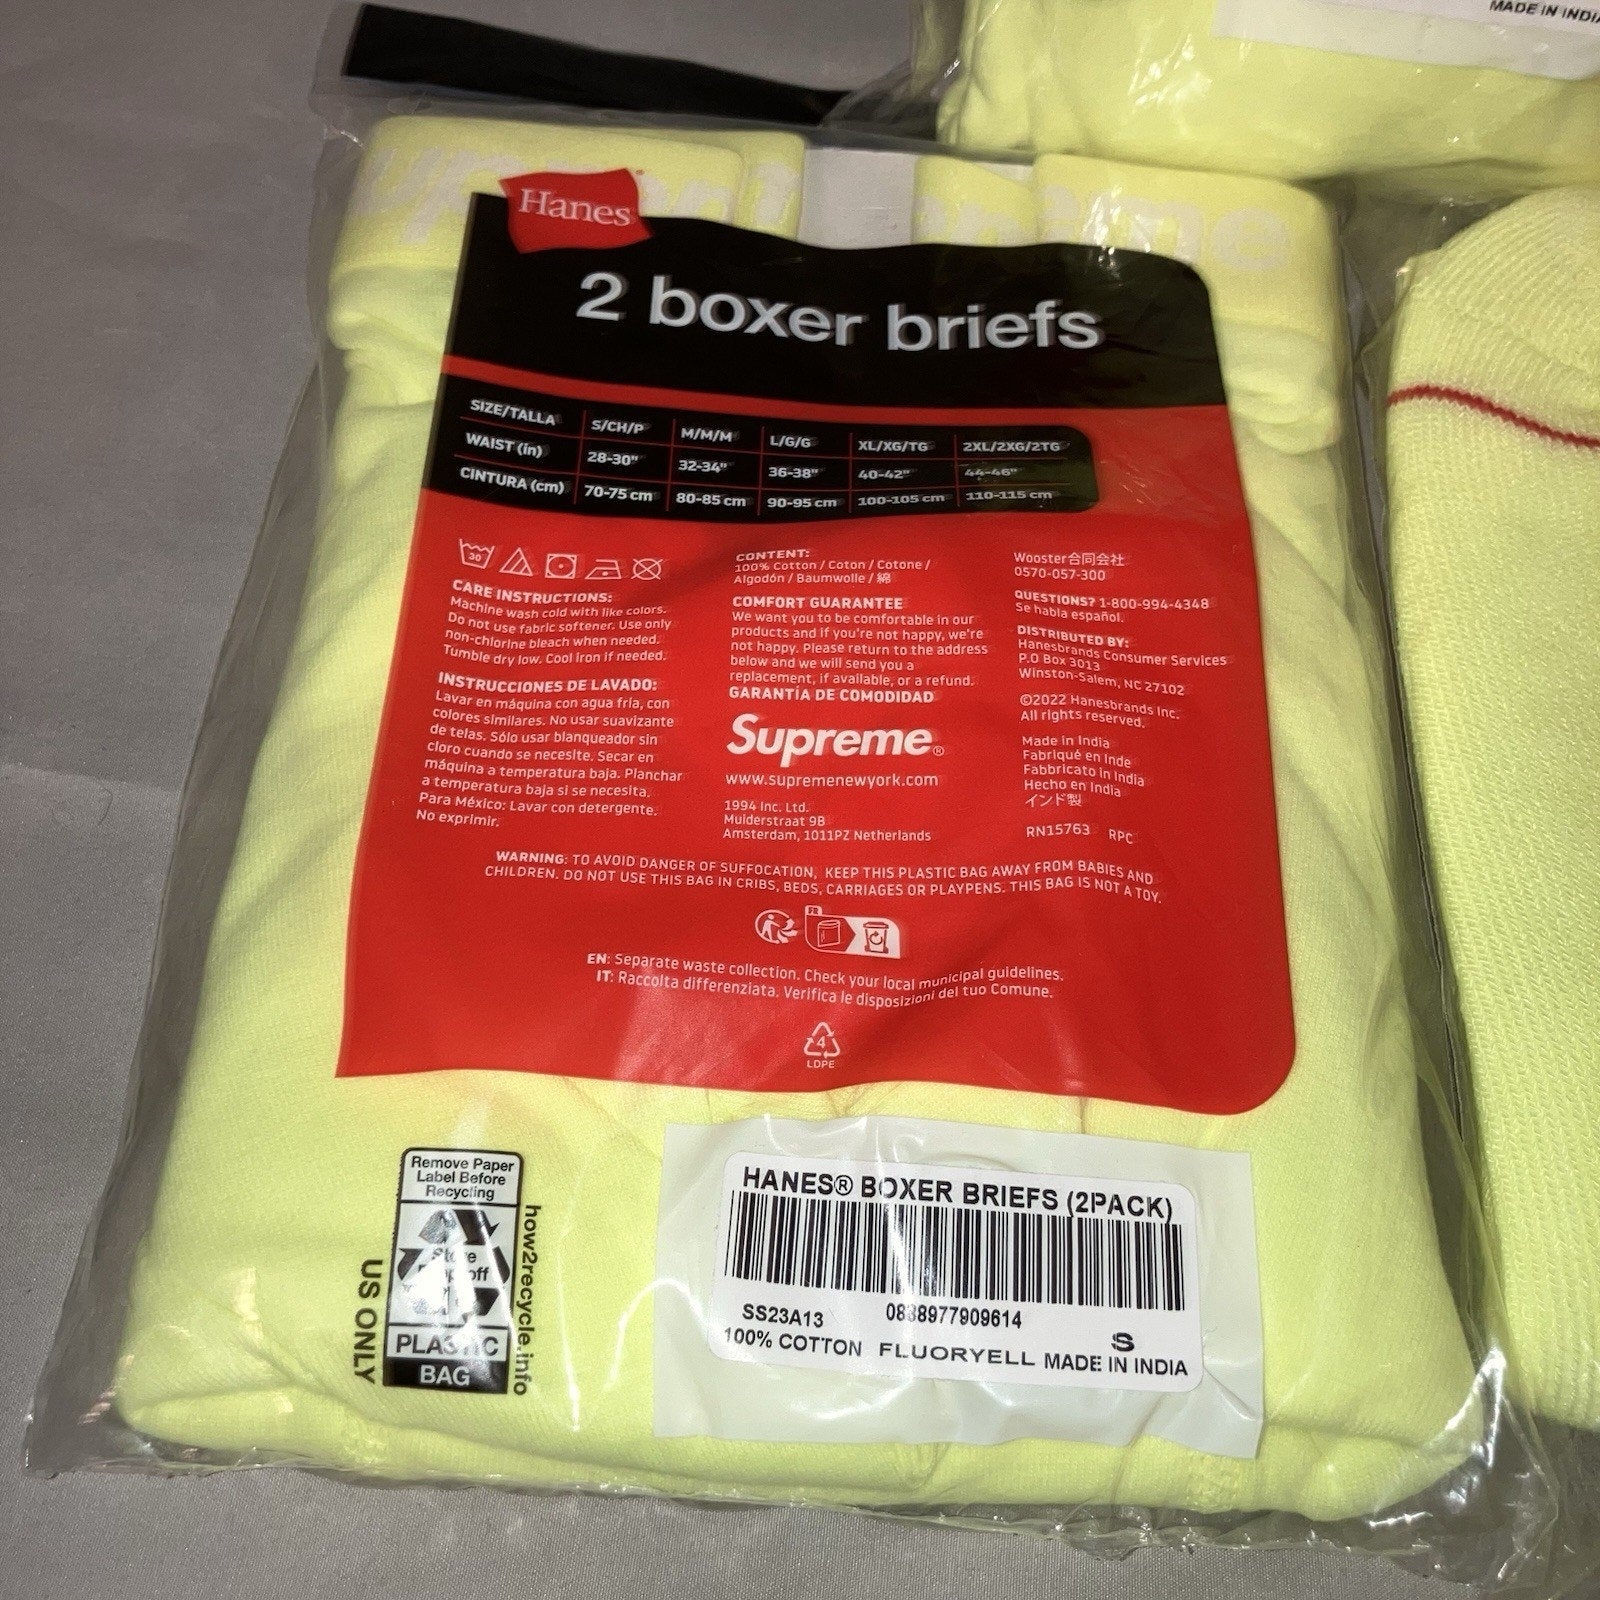 MADE IN INDIA
Hanes
2 boxer briefs
SIZE/TALLA S/CH/P M/M/M L/G/G XL/XG/TG 2XL/2XG/2TG
WAIST (in) 28-30" 32-34" 36-38" 40-42" 44-46"
CINTURA (cm) 70-75 cm 80-85 cm 90-95 cm 100-105 cm 110-115 cm
30
CARE INSTRUCTIONS:
Machine wash cold with like colors.
Do not use fabric softener. Use only
non-chlorine bleach when needed.
Tumble dry low. Cool iron if needed.
INSTRUCCIONES DE LAVADO:
Lavar en máquina con agua fría, con
colores similares. No usar suavizante
de telas. Sólo usar blanqueador sin
cloro cuando se necesite. Secar en
máquina a temperatura baja. Planchar
a temperatura baja si se necesita.
Para México: Lavar con detergente.
No exprimir.
CONTENT:
100% Cotton / Coton / Cotone /
Algodón / Baumwolle / 綿
COMFORT GUARANTEE
We want you to be comfortable in our
products and if you're not happy, we're
not happy. Please return to the address
below and we will send you a
replacement, if available, or a refund.
GARANTÍA DE COMODIDAD
Supreme®
www.supremenewyork.com
1994 Inc. Ltd.
Muiderstraat 9B
Amsterdam, 1011PZ Netherlands
Wooster合同会社
0570-057-300
QUESTIONS? 1-800-994-4348
Se habla español.
DISTRIBUTED BY:
Hanesbrands Consumer Services
P.O Box 3013
Winston-Salem, NC 27102
©2022 Hanesbrands Inc.
All rights reserved.
Made in India
Fabriqué en Inde
Fabbricato in India
Hecho en India
インド製
RN15763 RPC
WARNING: TO AVOID DANGER OF SUFFOCATION, KEEP THIS PLASTIC BAG AWAY FROM BABIES AND
CHILDREN. DO NOT USE THIS BAG IN CRIBS, BEDS, CARRIAGES OR PLAYPENS. THIS BAG IS NOT A TOY.
FR
EN: Separate waste collection. Check your local municipal guidelines.
IT: Raccolta differenziata. Verifica le disposizioni del tuo Comune.
4
LDPE
Remove Paper
Label Before
Recycling
Store
Drop-off
PLASTIC
BAG
how2recycle.info
US ONLY
HANES® BOXER BRIEFS (2PACK)
SS23A13 0838977909614
S
100% COTTON FLUORYELL MADE IN INDIA